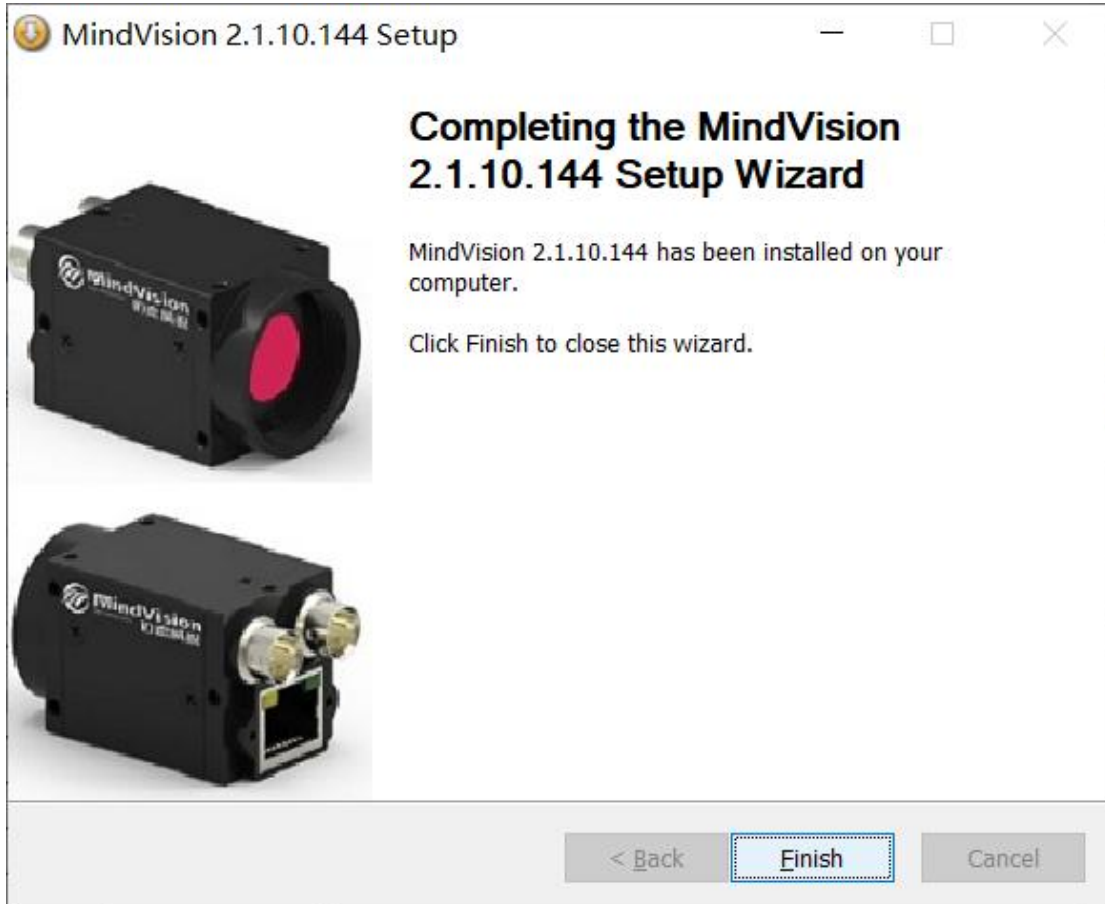 MindVision 2.1.10.144 Setup
Completing the MindVision
2.1.10.144 Setup Wizard
MindVision 2.1.10.144 has been installed on your
computer.
Click Finish to close this wizard.
MindVision
MindVision
< Back
Finish
Cancel